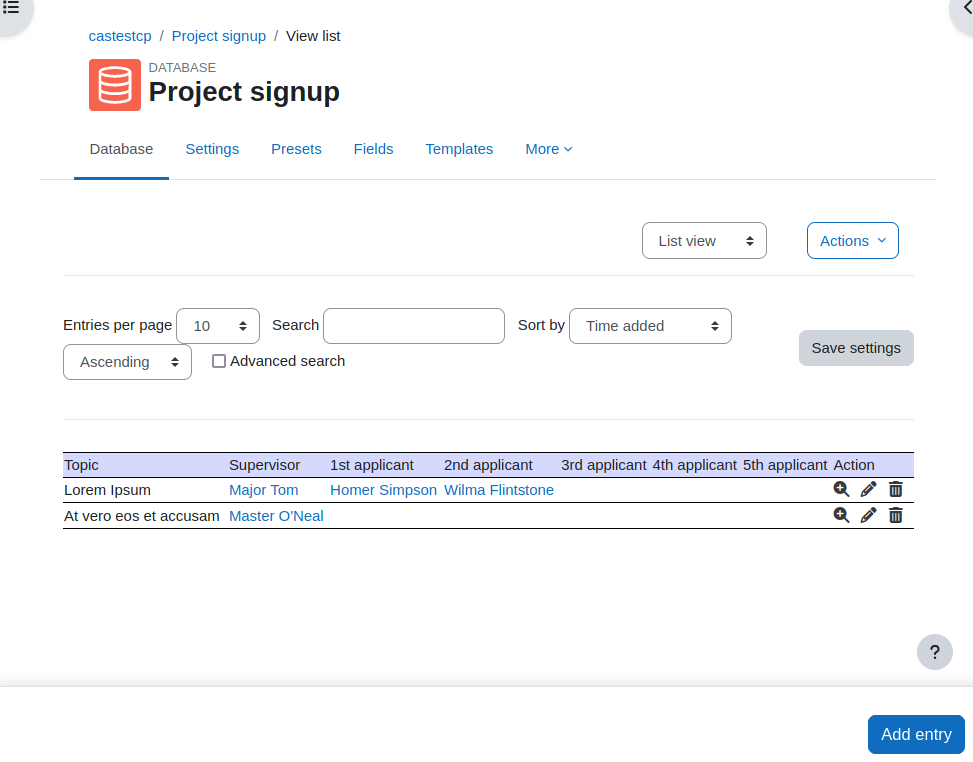 castestcp / Project signup / View list
DATABASE
Project signup
Database Settings Presets Fields Templates More
List view Actions
Entries per page 10 Search Sort by Time added
Ascending Advanced search Save settings
Topic Supervisor 1st applicant 2nd applicant 3rd applicant 4th applicant 5th applicant Action
Lorem Ipsum Major Tom Homer Simpson Wilma Flintstone
At vero eos et accusam Master O'Neal
?
Add entry